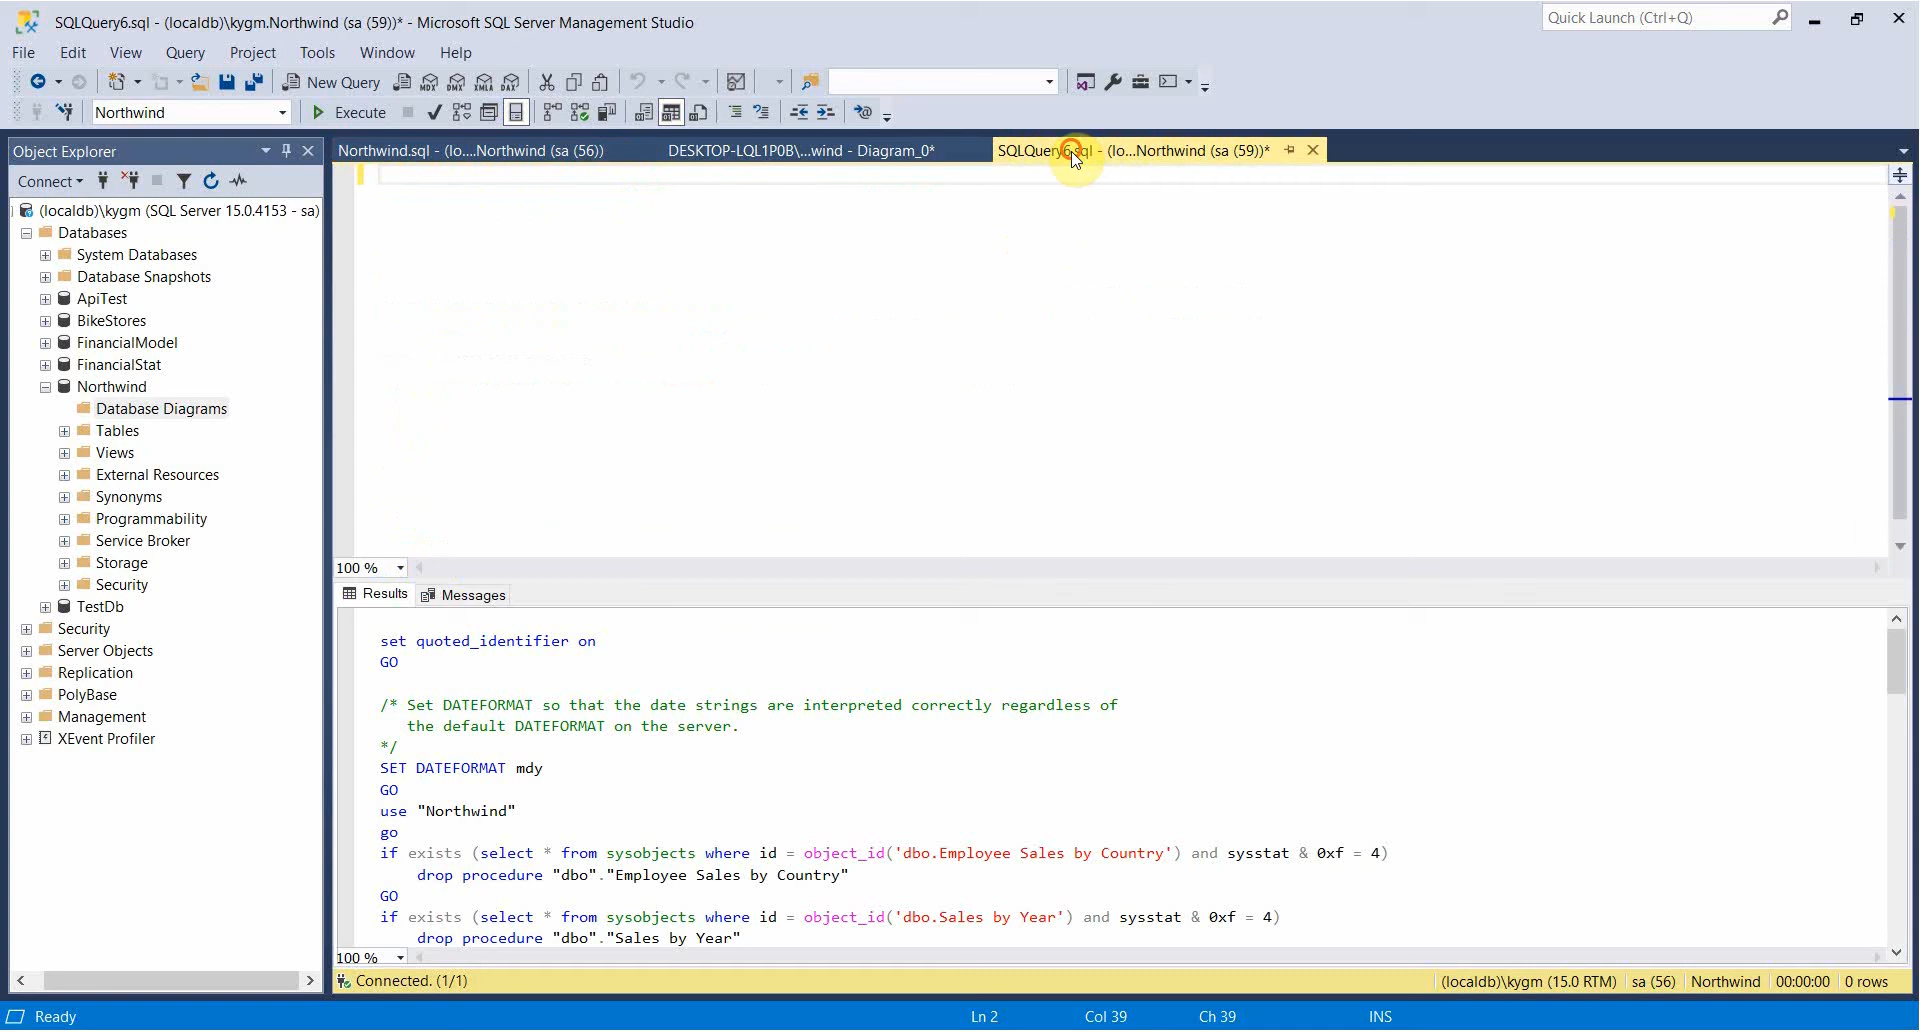 SQLQuery6.sql - (localdb)\kygm.Northwind (sa (59))* - Microsoft SQL Server Management Studio
Quick Launch (Ctrl+Q)
File Edit View Query Project Tools Window Help
New Query MDX DMX XMLA DAX
Northwind Execute
Object Explorer
Northwind.sql - (lo....Northwind (sa (56)) DESKTOP-LQL1P0B\...wind - Diagram_0* SQLQuery6.sql - (lo...Northwind (sa (59))*
Connect
(localdb)\kygm (SQL Server 15.0.4153 - sa)
Databases
System Databases
Database Snapshots
ApiTest
BikeStores
FinancialModel
FinancialStat
Northwind
Database Diagrams
Tables
Views
External Resources
Synonyms
Programmability
Service Broker
Storage
Security
TestDb
Security
Server Objects
Replication
PolyBase
Management
XEvent Profiler
100 %
Results Messages
set quoted_identifier on
GO
/* Set DATEFORMAT so that the date strings are interpreted correctly regardless of
the default DATEFORMAT on the server.
*/
SET DATEFORMAT mdy
GO
use "Northwind"
go
if exists (select * from sysobjects where id = object_id('dbo.Employee Sales by Country') and sysstat & 0xf = 4)
drop procedure "dbo"."Employee Sales by Country"
GO
if exists (select * from sysobjects where id = object_id('dbo.Sales by Year') and sysstat & 0xf = 4)
drop procedure "dbo"."Sales by Year"
100 %
Connected. (1/1) (localdb)\kygm (15.0 RTM) sa (56) Northwind 00:00:00 0 rows
Ready Ln 2 Col 39 Ch 39 INS